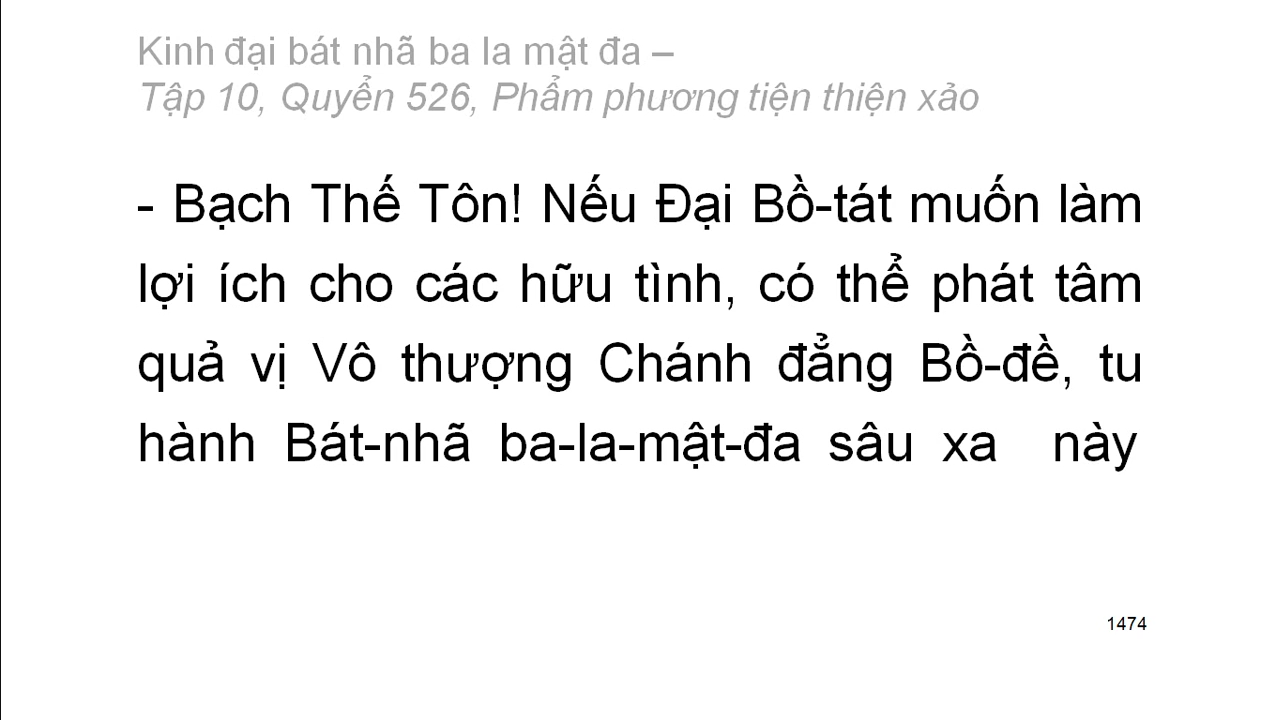 Kinh đại bát nhã ba la mật đa –
Tập 10, Quyển 526, Phẩm phương tiện thiện xảo
- Bạch Thế Tôn! Nếu Đại Bồ-tát muốn làm
lợi ích cho các hữu tình, có thể phát tâm
quả vị Vô thượng Chánh đẳng Bồ-đề, tu
hành Bát-nhã ba-la-mật-đa sâu xa này
1474